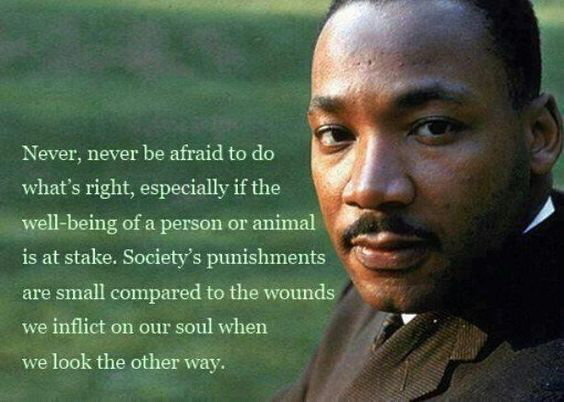 Never, never be afraid to do
what’s right, especially if the
well-being of a person or animal
is at stake. Society’s punishments
are small compared to the wounds
we inflict on our soul when
we look the other way.